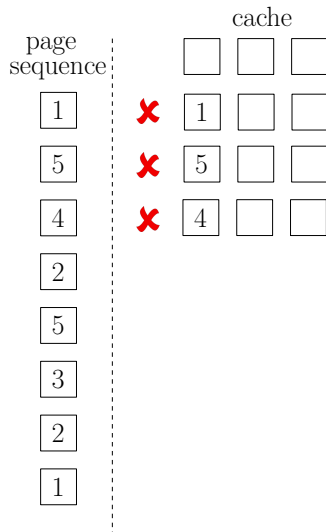 cache
page
sequence
1 ✘ 1
5 ✘ 5
4 ✘ 4
2
5
3
2
1